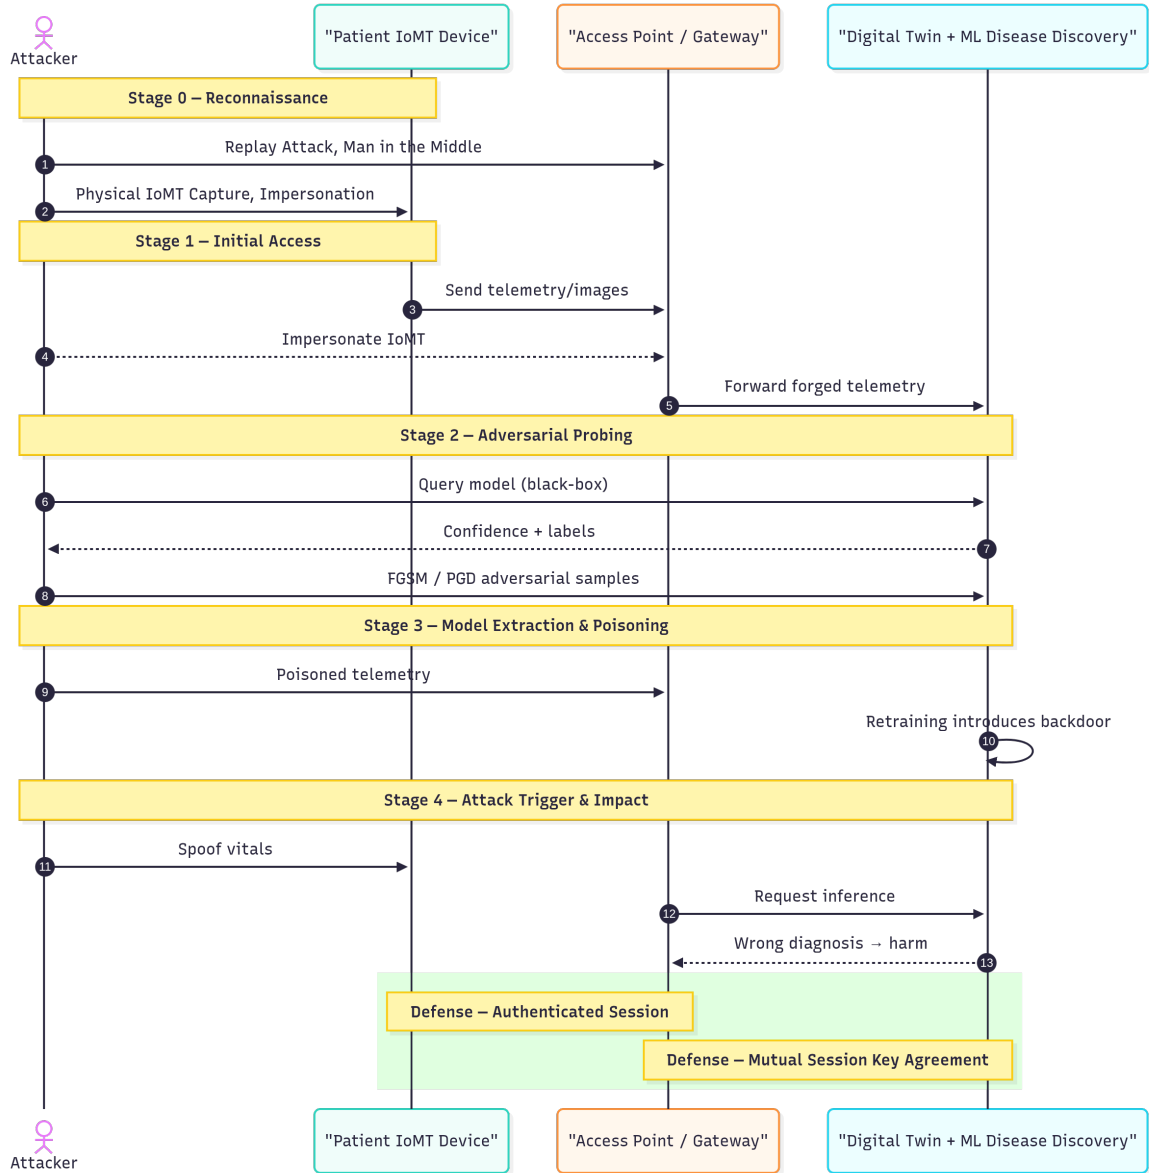 Attacker
"Patient IoMT Device"
"Access Point / Gateway"
"Digital Twin + ML Disease Discovery"
Stage 0 – Reconnaissance
Replay Attack, Man in the Middle
1
Physical IoMT Capture, Impersonation
2
Stage 1 – Initial Access
Send telemetry/images
3
Impersonate IoMT
4
Forward forged telemetry
5
Stage 2 – Adversarial Probing
Query model (black-box)
6
Confidence + labels
7
FGSM / PGD adversarial samples
8
Stage 3 – Model Extraction & Poisoning
Poisoned telemetry
9
Retraining introduces backdoor
10
Stage 4 – Attack Trigger & Impact
Spoof vitals
11
Request inference
12
Wrong diagnosis → harm
13
Defense – Authenticated Session
Defense – Mutual Session Key Agreement
Attacker
"Patient IoMT Device"
"Access Point / Gateway"
"Digital Twin + ML Disease Discovery"